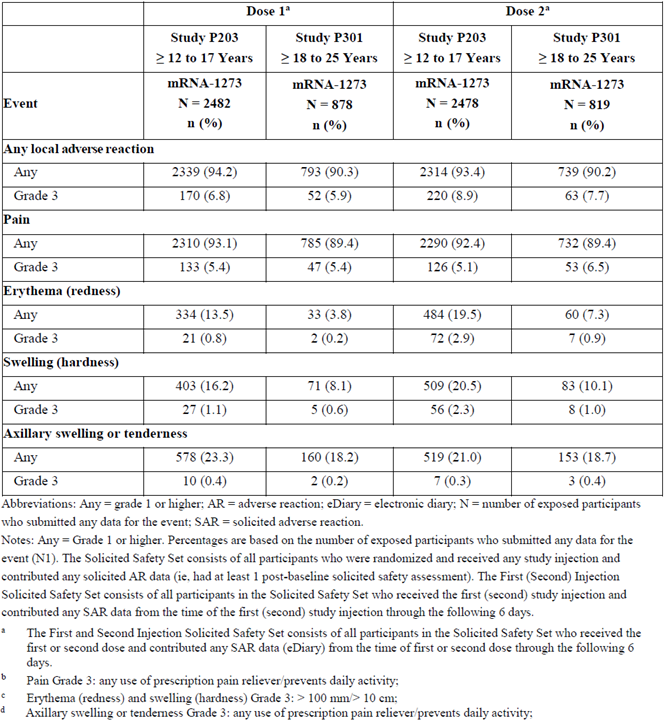 Dose 1a Dose 2a
Study P203 Study P301 Study P203 Study P301
≥ 12 to 17 Years ≥ 18 to 25 Years ≥ 12 to 17 Years ≥ 18 to 25 Years
mRNA-1273 mRNA-1273 mRNA-1273 mRNA-1273
Event N = 2482 N = 878 N = 2478 N = 819
n (%) n (%) n (%) n (%)
Any local adverse reaction
Any 2339 (94.2) 793 (90.3) 2314 (93.4) 739 (90.2)
Grade 3 170 (6.8) 52 (5.9) 220 (8.9) 63 (7.7)
Pain
Any 2310 (93.1) 785 (89.4) 2290 (92.4) 732 (89.4)
Grade 3 133 (5.4) 47 (5.4) 126 (5.1) 53 (6.5)
Erythema (redness)
Any 334 (13.5) 33 (3.8) 484 (19.5) 60 (7.3)
Grade 3 21 (0.8) 2 (0.2) 72 (2.9) 7 (0.9)
Swelling (hardness)
Any 403 (16.2) 71 (8.1) 509 (20.5) 83 (10.1)
Grade 3 27 (1.1) 5 (0.6) 56 (2.3) 8 (1.0)
Axillary swelling or tenderness
Any 578 (23.3) 160 (18.2) 519 (21.0) 153 (18.7)
Grade 3 10 (0.4) 2 (0.2) 7 (0.3) 3 (0.4)
Abbreviations: Any = grade 1 or higher; AR = adverse reaction; eDiary = electronic diary; N = number of exposed participants
who submitted any data for the event; SAR = solicited adverse reaction.
Notes: Any = Grade 1 or higher. Percentages are based on the number of exposed participants who submitted any data for the
event (N1). The Solicited Safety Set consists of all participants who were randomized and received any study injection and
contributed any solicited AR data (ie, had at least 1 post-baseline solicited safety assessment). The First (Second) Injection
Solicited Safety Set consists of all participants in the Solicited Safety Set who received the first (second) study injection and
contributed any SAR data from the time of the first (second) study injection through the following 6 days.
a The First and Second Injection Solicited Safety Set consists of all participants in the Solicited Safety Set who received the
first or second dose and contributed any SAR data (eDiary) from the time of first or second dose through the following 6
days.
b Pain Grade 3: any use of prescription pain reliever/prevents daily activity;
c Erythema (redness) and swelling (hardness) Grade 3: > 100 mm/> 10 cm;
d Axillary swelling or tenderness Grade 3: any use of prescription pain reliever/prevents daily activity;